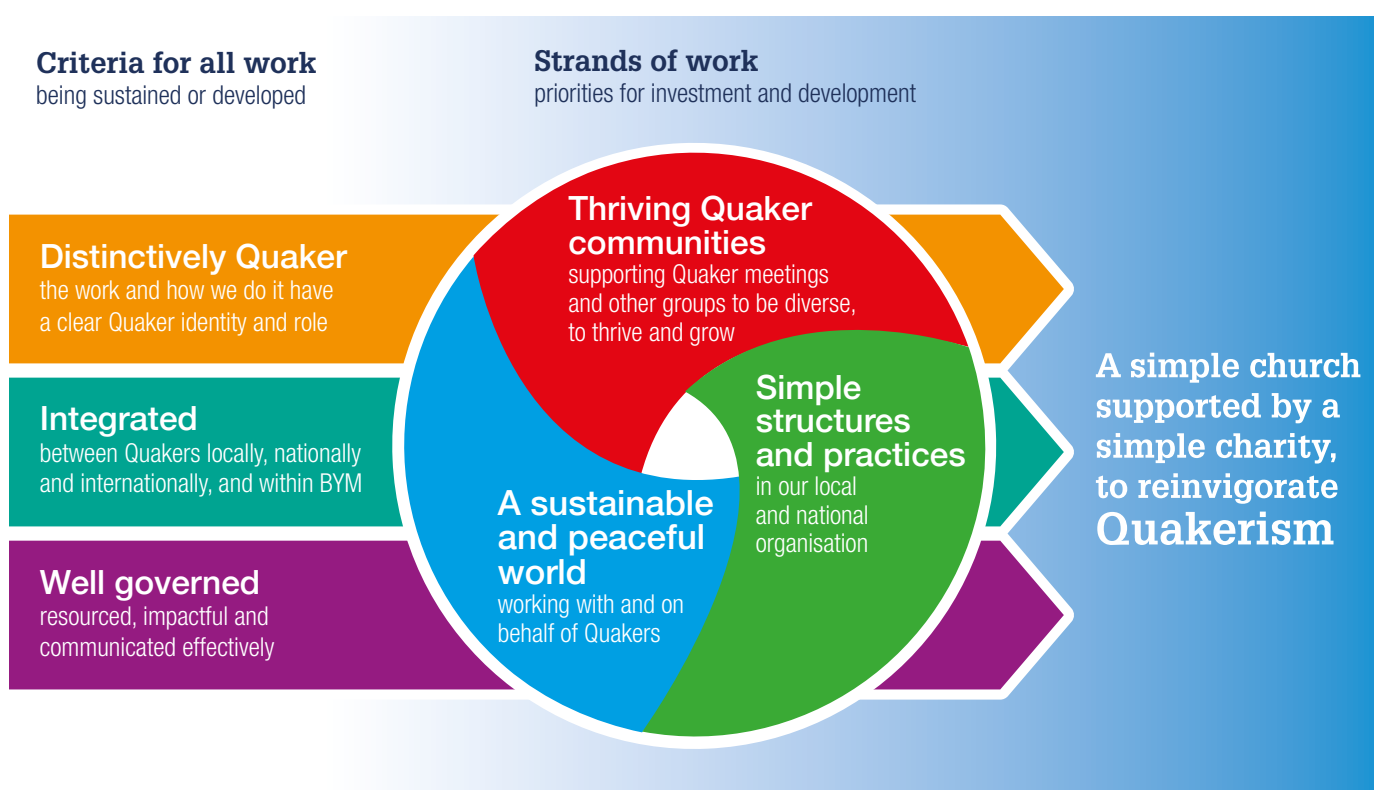 Criteria for all work
being sustained or developed
Strands of work
priorities for investment and development
Distinctively Quaker
the work and how we do it have
a clear Quaker identity and role
Integrated
between Quakers locally, nationally
and internationally, and within BYM
Well governed
resourced, impactful and
communicated effectively
Thriving Quaker
communities
supporting Quaker meetings
and other groups to be diverse,
to thrive and grow
Simple
structures
and practices
in our local
and national
organisation
A sustainable
and peaceful
world
working with and on
behalf of Quakers
A simple church
supported by a
simple charity,
to reinvigorate
Quakerism